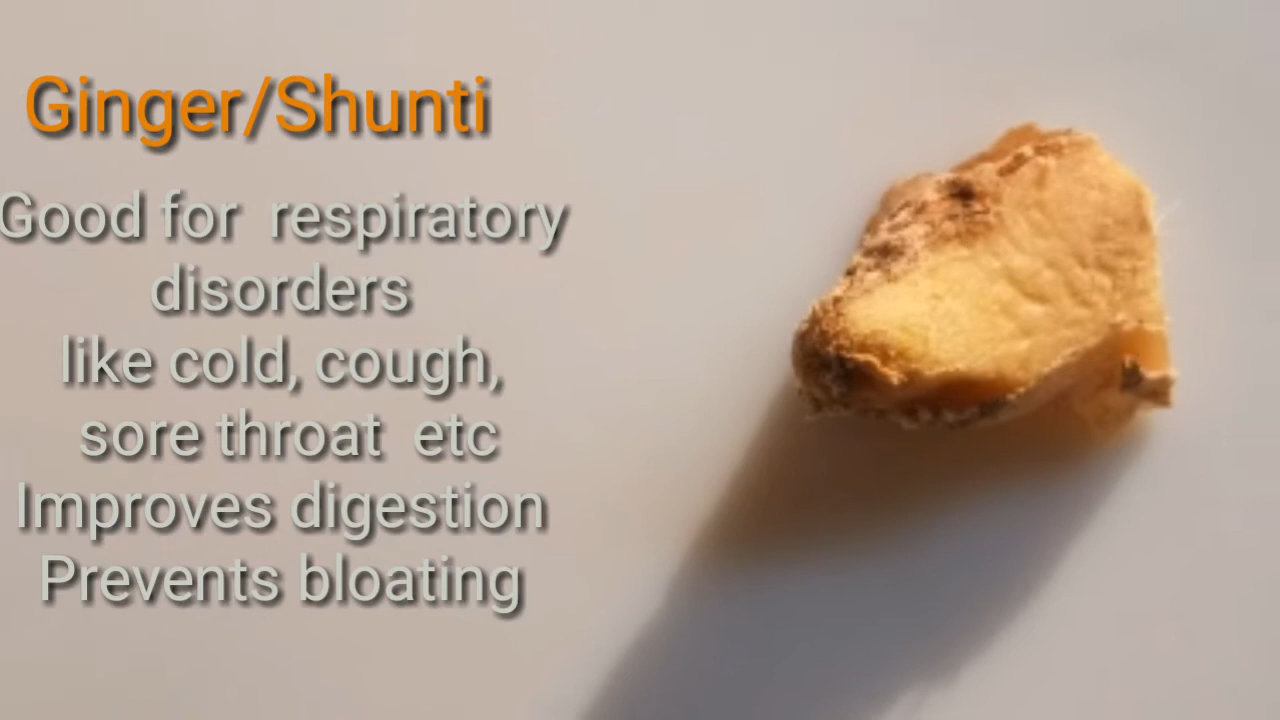 Ginger/Shunti
Good for respiratory
disorders
like cold, cough,
sore throat etc
Improves digestion
Prevents bloating